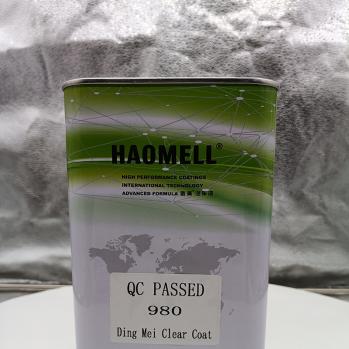 HAOMELL®
HIGH PERFORMANCE COATINGS
INTERNATIONAL TECHNOLOGY
ADVANCED FORMULA
QC PASSED
980
Ding Mei Clear Coat